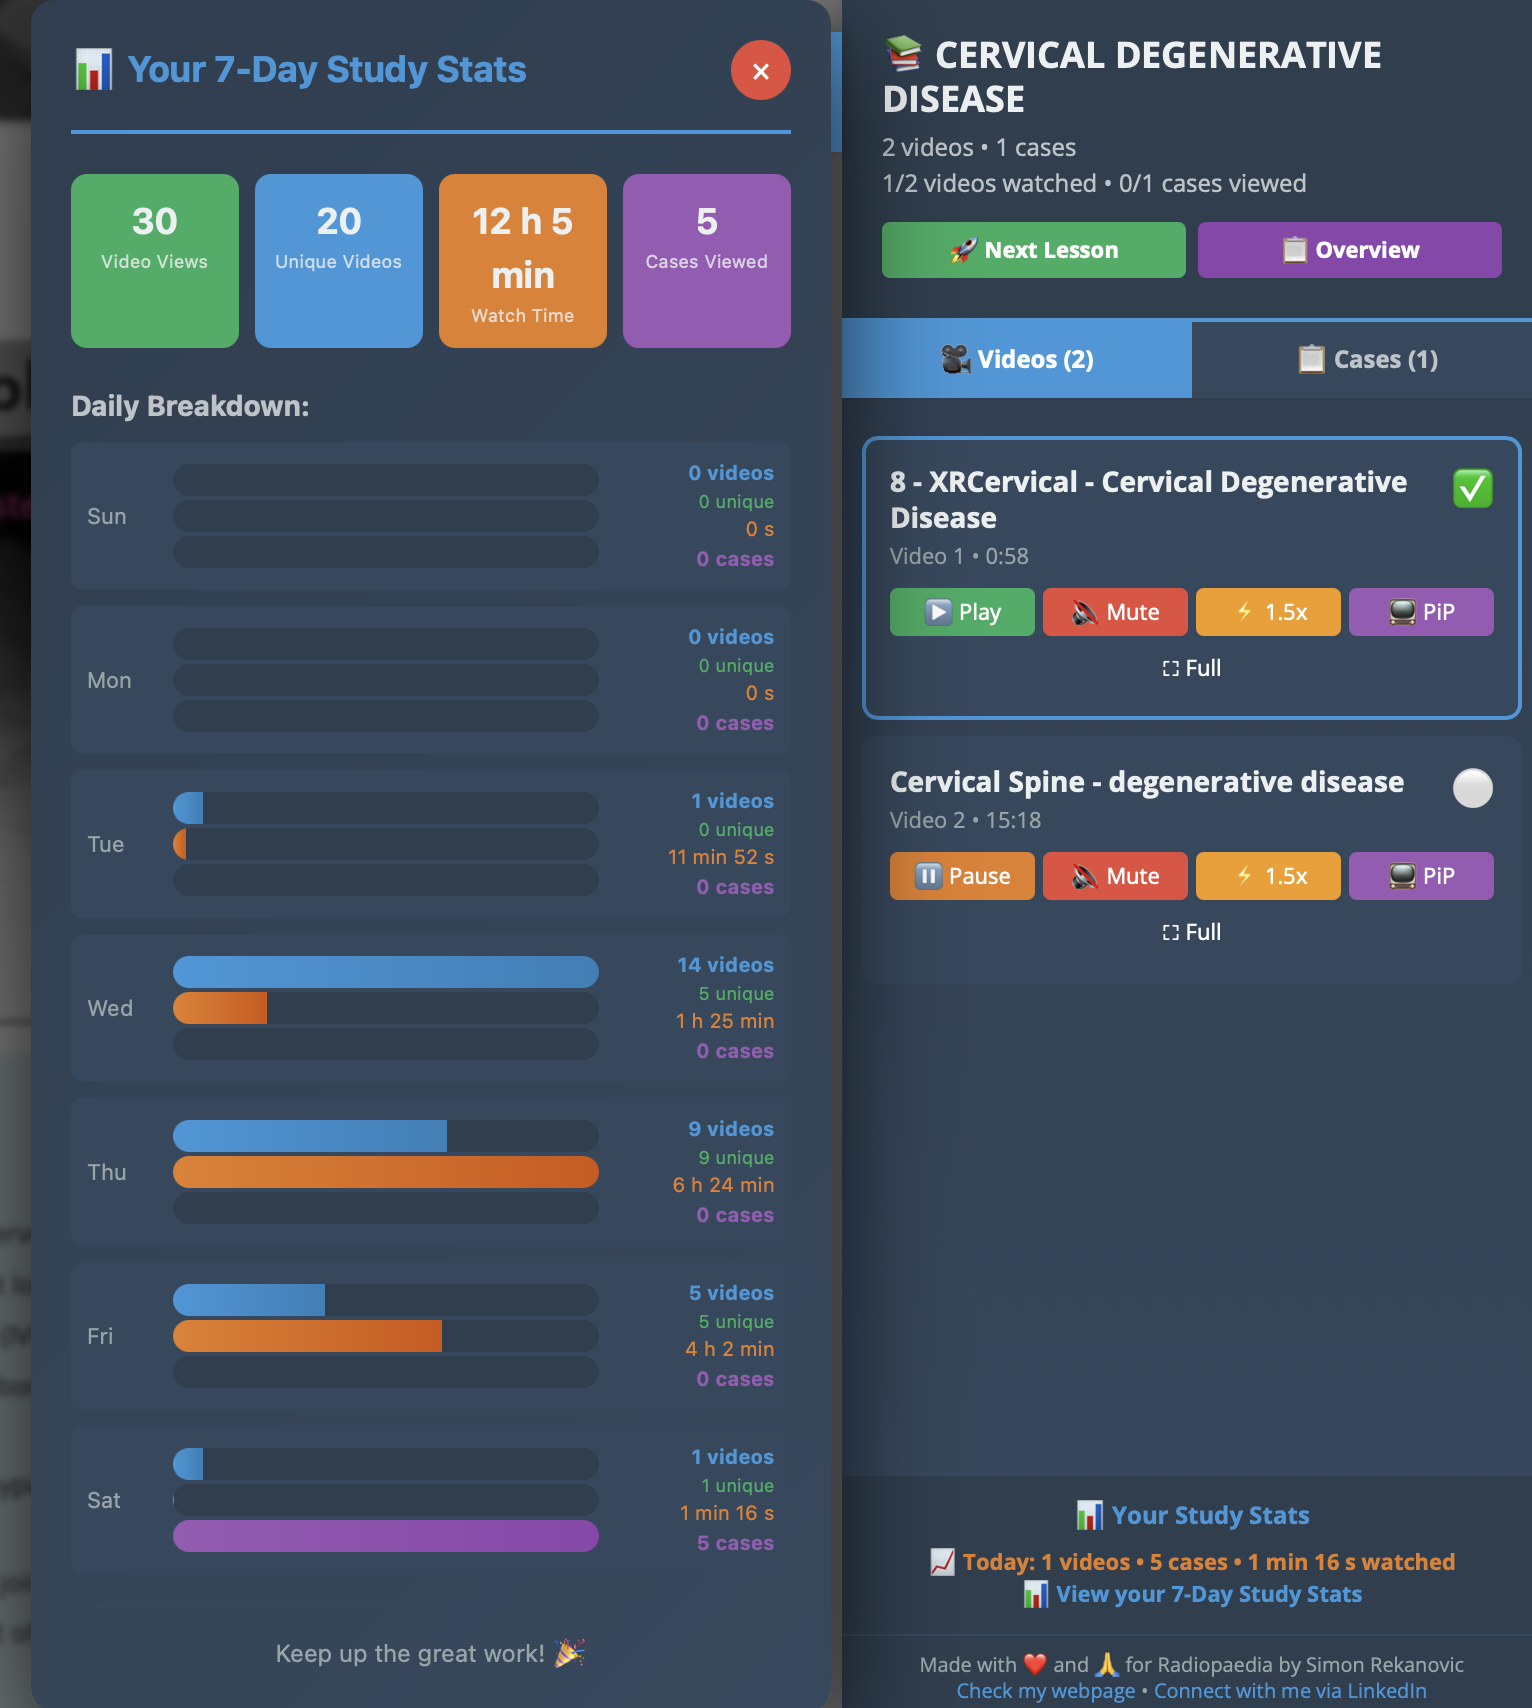 Your 7-Day Study Stats
×
30
Video Views
20
Unique Videos
12 h 5
min
Watch Time
5
Cases Viewed
Daily Breakdown:
Sun
0 videos
0 unique
0 s
0 cases
Mon
0 videos
0 unique
0 s
0 cases
Tue
1 videos
0 unique
11 min 52 s
0 cases
Wed
14 videos
5 unique
1 h 25 min
0 cases
Thu
9 videos
9 unique
6 h 24 min
0 cases
Fri
5 videos
5 unique
4 h 2 min
0 cases
Sat
1 videos
1 unique
1 min 16 s
5 cases
Keep up the great work! 🎉
CERVICAL DEGENERATIVE
DISEASE
2 videos • 1 cases
1/2 videos watched • 0/1 cases viewed
Next Lesson
Overview
Videos (2)
Cases (1)
8 - XRCervical - Cervical Degenerative
Disease
Video 1 • 0:58
Play
Mute
⚡ 1.5x
PiP
Full
Cervical Spine - degenerative disease
Video 2 • 15:18
Pause
Mute
⚡ 1.5x
PiP
Full
Your Study Stats
Today: 1 videos • 5 cases • 1 min 16 s watched
View your 7-Day Study Stats
Made with ❤️ and 🙏 for Radiopaedia by Simon Rekanovic
Check my webpage • Connect with me via LinkedIn